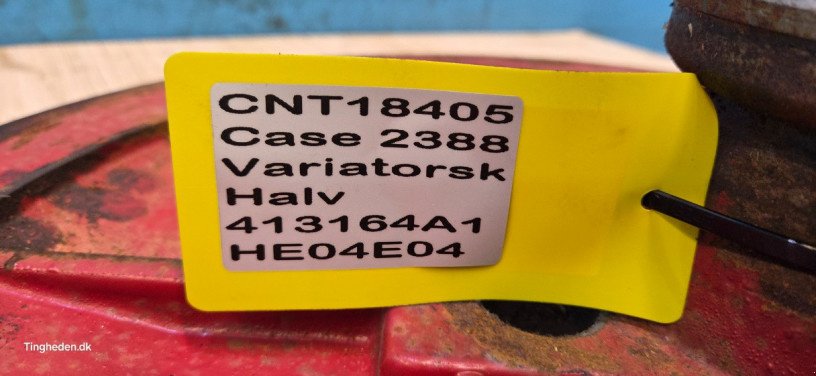 CNT18405
Case 2388
Variatorsk
Halv
413164A1
HE04E04
Tingheden.dk